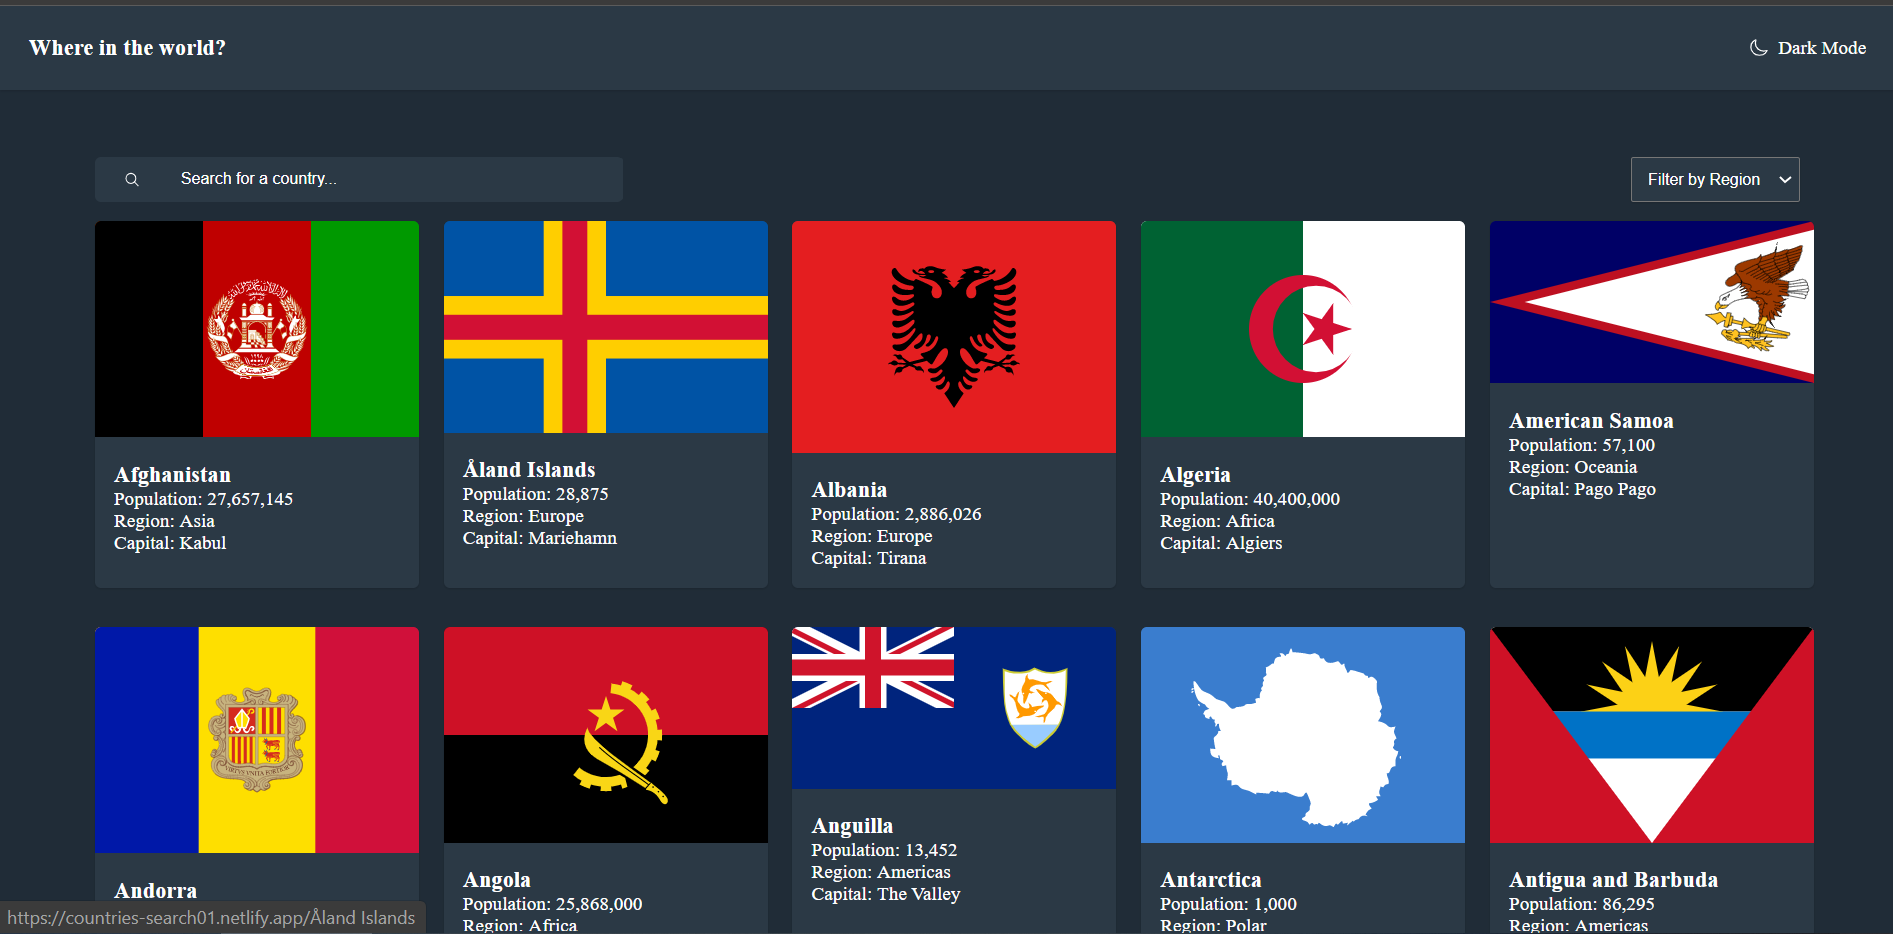 Where in the world?
Dark Mode
Search for a country...
Filter by Region
Afghanistan
Population: 27,657,145
Region: Asia
Capital: Kabul
Åland Islands
Population: 28,875
Region: Europe
Capital: Mariehamn
Albania
Population: 2,886,026
Region: Europe
Capital: Tirana
Algeria
Population: 40,400,000
Region: Africa
Capital: Algiers
American Samoa
Population: 57,100
Region: Oceania
Capital: Pago Pago
Andorra
Angola
Population: 25,868,000
Region: Africa
Anguilla
Population: 13,452
Region: Americas
Capital: The Valley
Antarctica
Population: 1,000
Region: Polar
Antigua and Barbuda
Population: 86,295
Region: Americas
VIRTVS VNITA FORTIOR
https://countries-search01.netlify.app/Åland Islands